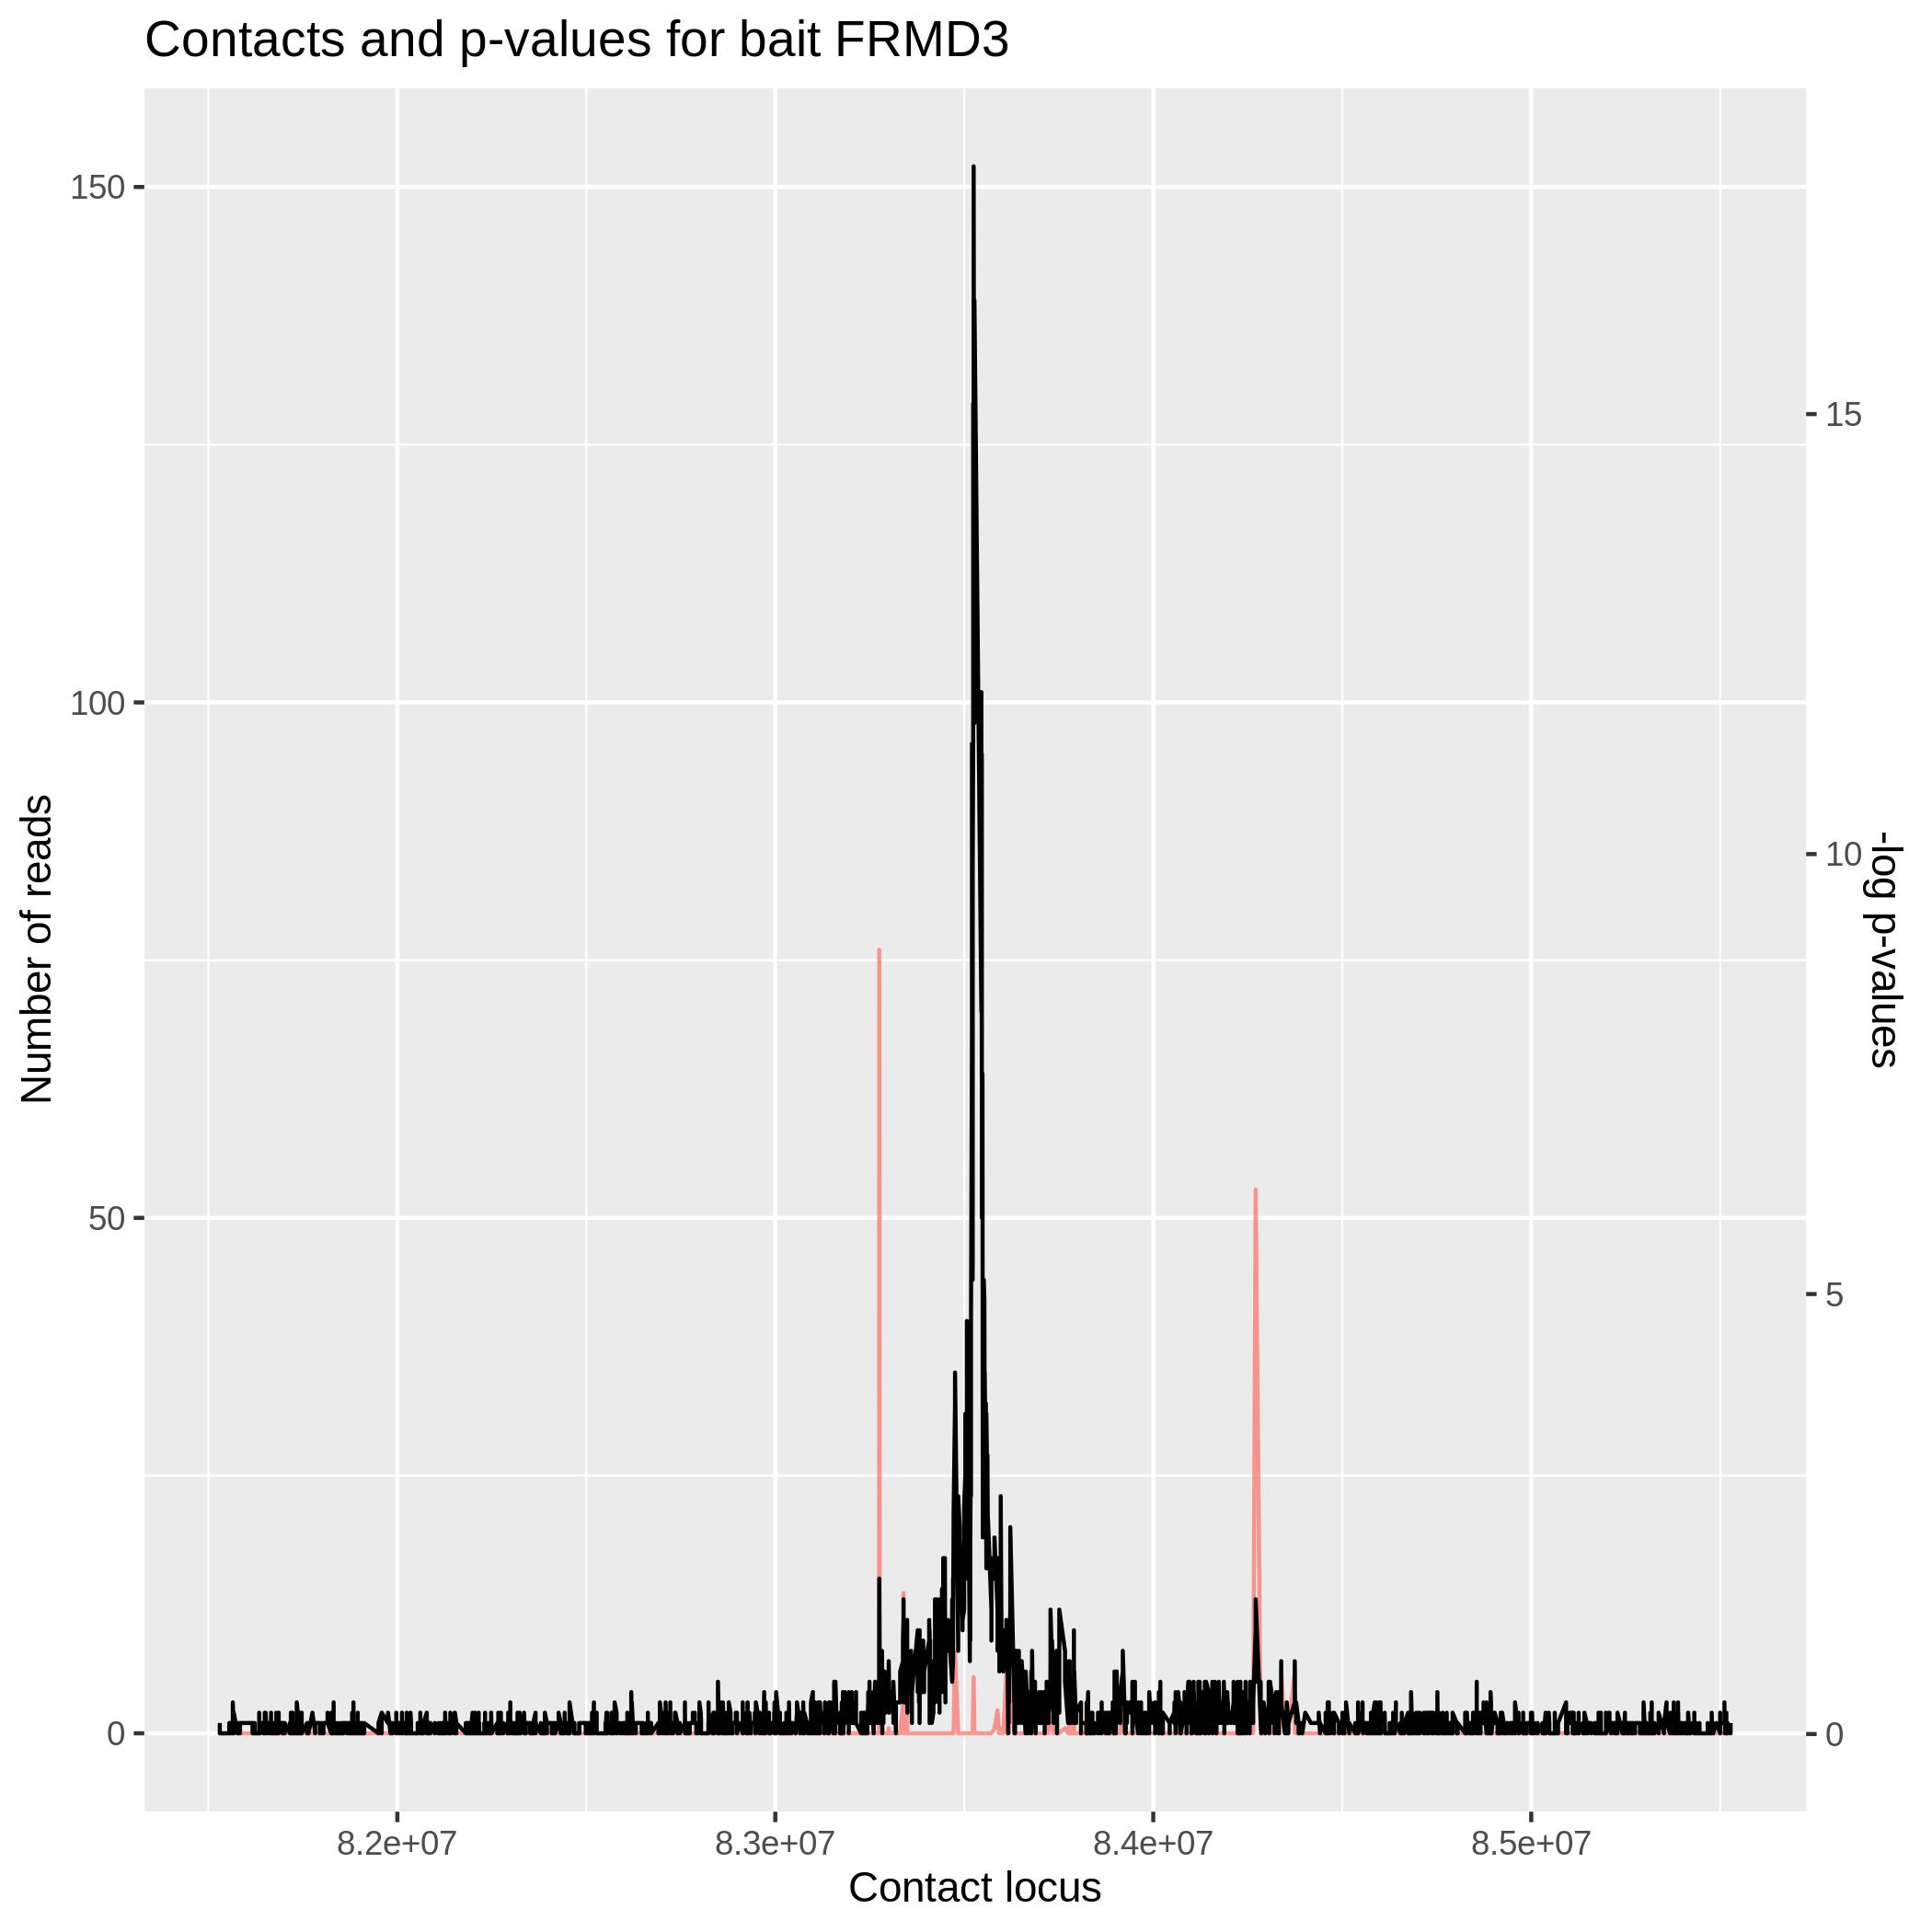 Contacts and p-values for bait FRMD3
150
100
50
0
Number of reads
15
10
5
0
-log p-values
8.2e+07
8.3e+07
8.4e+07
8.5e+07
Contact locus